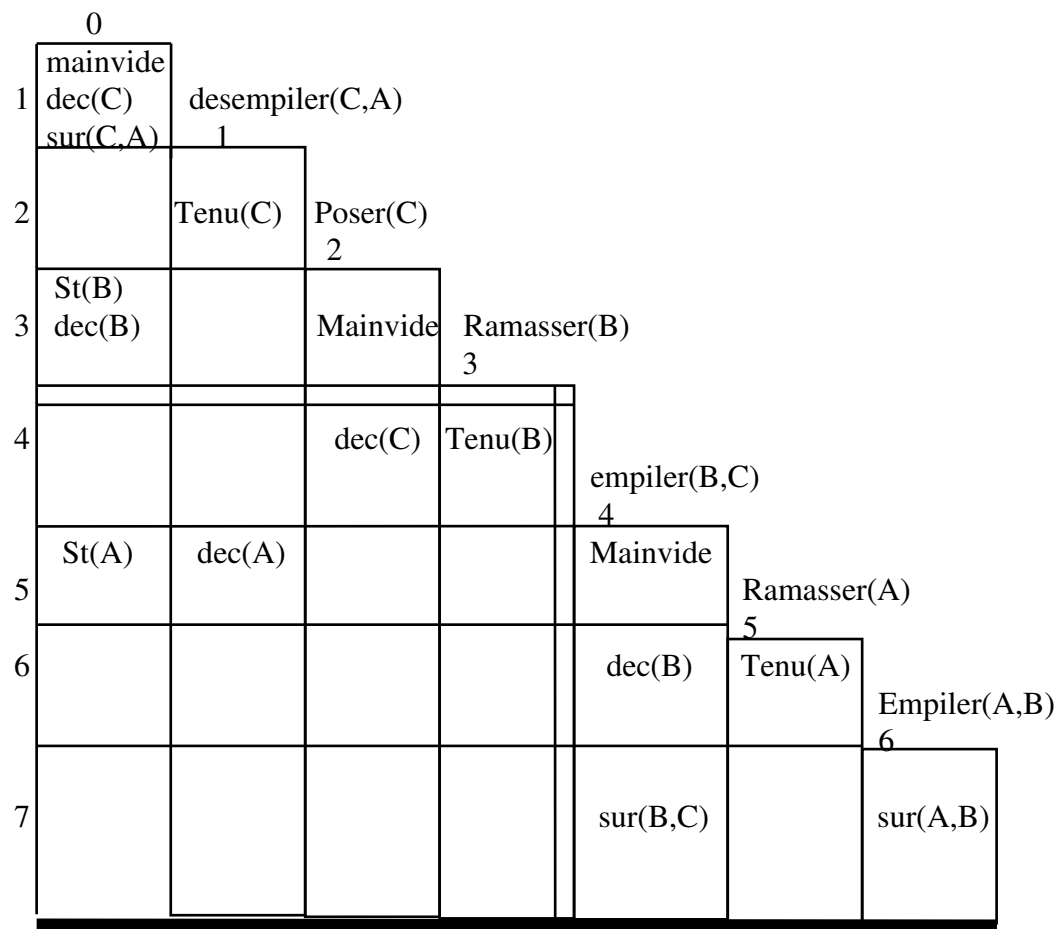 0
mainvide
1 dec(C) desempiler(C,A)
sur(C,A) 1
2 Tenu(C) Poser(C)
2
St(B)
3 dec(B) Mainvide Ramasser(B)
3
4 dec(C) Tenu(B)
empiler(B,C)
4
St(A) dec(A) Mainvide
5 Ramasser(A)
5
6 dec(B) Tenu(A)
Empiler(A,B)
6
7 sur(B,C) sur(A,B)